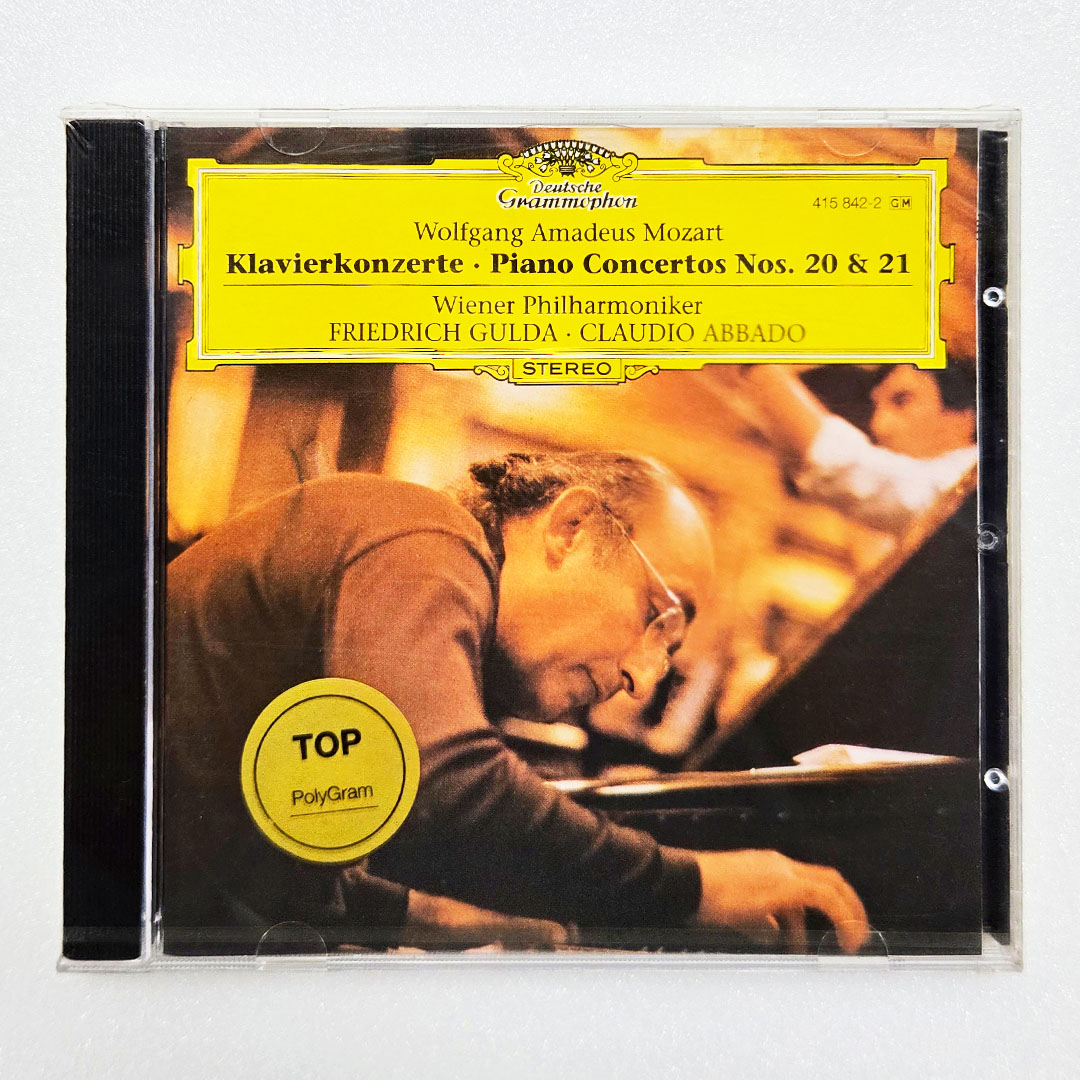 Deutsche
Grammophon
415 842-2 GM
Wolfgang Amadeus Mozart
Klavierkonzerte · Piano Concertos Nos. 20 & 21
Wiener Philharmoniker
FRIEDRICH GULDA · CLAUDIO ABBADO
STEREO
TOP
PolyGram